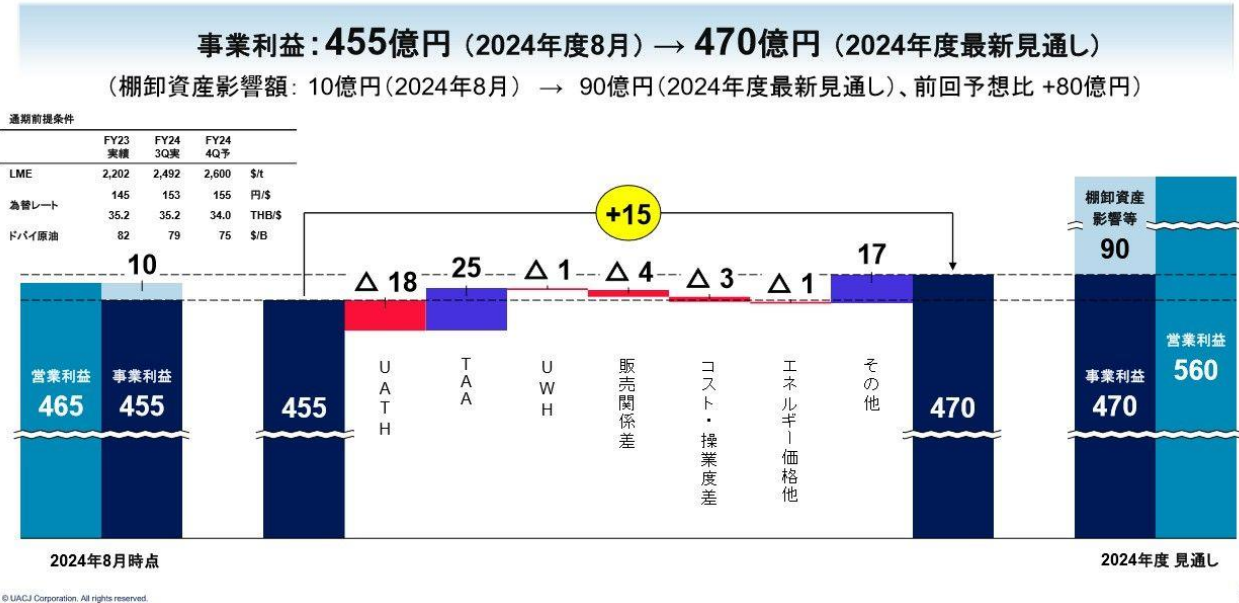 事業利益：455億円（2024年度8月）→ 470億円（2024年度最新見通し）
（棚卸資産影響額： 10億円（2024年8月） → 90億円（2024年度最新見通し）、前回予想比 +80億円）
通期前提条件
FY23 FY24 FY24
実績 3Q実 4Q予
LME 2,202 2,492 2,600 $/t
為替レート 145 153 155 円/$
35.2 35.2 34.0 THB/$
ドバイ原油 82 79 75 $/B
+15
棚卸資産
影響等
90
10
△ 18
25
△ 1
△ 4
△ 3
△ 1
17
営業利益
465
事業利益
455
455
UATH
TAA
UWH
販売関係差
コスト・操業度差
エネルギー価格他
その他
470
事業利益
470
営業利益
560
2024年8月時点
2024年度 見通し
© UACJ Corporation. All rights reserved.